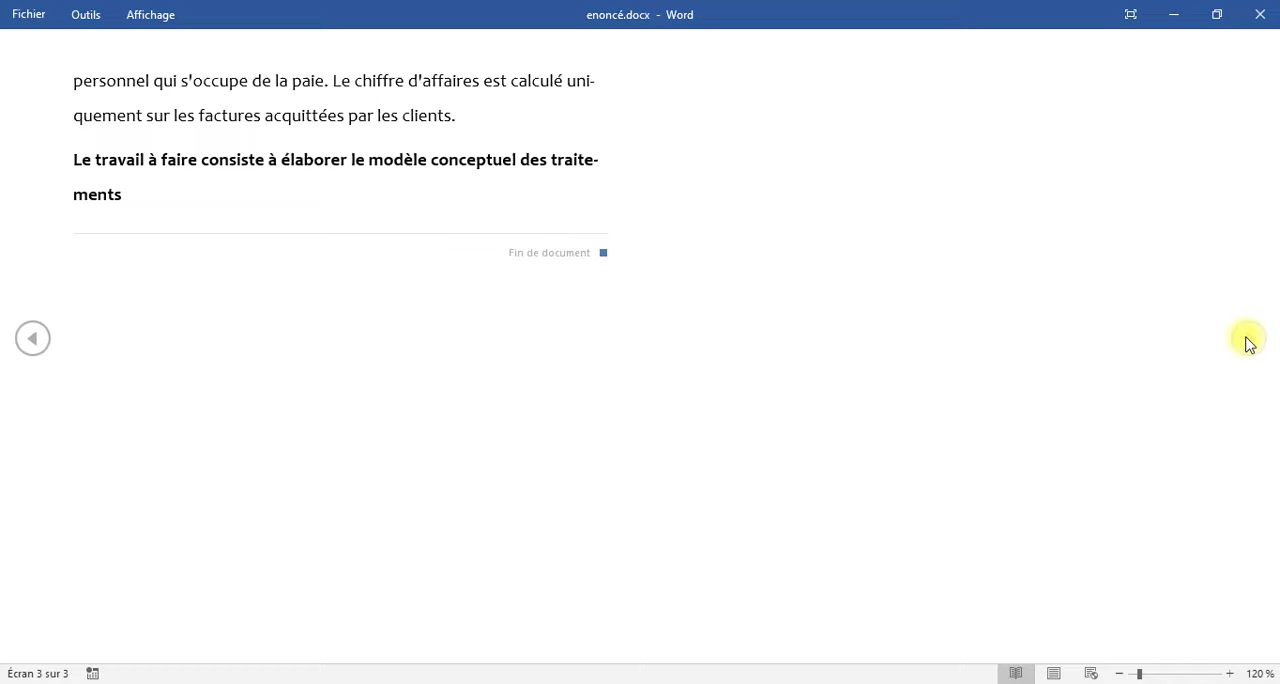 Fichier Outils Affichage enoncé.docx - Word
personnel qui s'occupe de la paie. Le chiffre d'affaires est calculé uni-
quement sur les factures acquittées par les clients.
Le travail à faire consiste à élaborer le modèle conceptuel des traite-
ments
Fin de document
Écran 3 sur 3 120 %